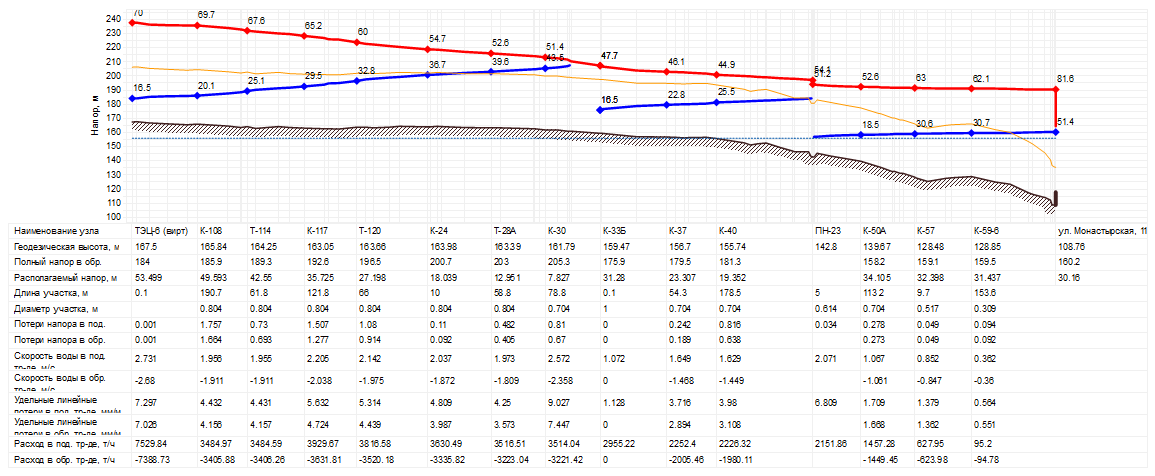 240
230
220
210
200
190
180
170
160
150
140
130
120
110
100
Напор, м
70 69.7 67.6 65.2 60 54.7 52.6 51.4 47.7 46.1 44.9 54.1 51.2 52.6 63 62.1 81.6
16.5 20.1 25.1 29.5 32.8 36.7 39.6 43.5 16.5 22.8 25.5 18.5 30.6 30.7 51.4
Наименование узла ТЭЦ-6 (вирт) К-108 Т-114 К-117 Т-120 К-24 Т-28А К-30 К-33Б К-37 К-40 ПН-23 К-50А К-57 К-59-6 ул. Монастырская, 11
Геодезическая высота, м 167.5 165.84 164.25 163.05 163.66 163.98 163.39 161.79 159.47 156.7 155.74 142.8 139.67 128.48 128.85 108.76
Полный напор в обр. 184 185.9 189.3 192.6 196.5 200.7 203 205.3 175.9 179.5 181.3 158.2 159.1 159.5 160.2
Располагаемый напор, м 53.499 49.593 42.55 35.725 27.198 18.039 12.951 7.827 31.28 23.307 19.352 34.105 32.398 31.437 30.16
Длина участка, м 0.1 190.7 61.8 121.8 66 10 58.8 78.8 0.1 54.3 178.5 5 113.2 9.7 153.6
Диаметр участка, м 0.804 0.804 0.804 0.804 0.804 0.804 0.704 1 0.704 0.704 0.614 0.704 0.517 0.309
Потери напора в под. 0.001 1.757 0.73 1.507 1.08 0.11 0.482 0.81 0 0.242 0.816 0.034 0.278 0.049 0.094
Потери напора в обр. 0.001 1.664 0.693 1.277 0.914 0.092 0.405 0.67 0 0.189 0.638 0.273 0.049 0.092
Скорость воды в под. 2.731 1.956 1.955 2.205 2.142 2.037 1.973 2.572 1.072 1.649 1.629 2.071 1.067 0.852 0.362
тр-де, м/с
Скорость воды в обр. -2.68 -1.911 -1.911 -2.038 -1.975 -1.872 -1.809 -2.358 0 -1.468 -1.449 -1.061 -0.847 -0.36
тр-де, м/с
Удельные линейные 7.297 4.432 4.431 5.632 5.314 4.809 4.25 9.027 1.128 3.716 3.98 6.809 1.709 1.379 0.564
потери в под. тр-де, мм/м
Удельные линейные 7.026 4.156 4.157 4.724 4.439 3.987 3.573 7.447 0 2.894 3.108 1.668 1.362 0.551
потери в обр. тр-де, мм/м
Расход в под. тр-де, т/ч 7529.84 3484.97 3484.59 3929.67 3816.58 3630.49 3516.51 3514.04 2955.22 2252.4 2226.32 2151.86 1457.28 627.95 95.2
Расход в обр. тр-де, т/ч -7388.73 -3405.88 -3406.26 -3631.81 -3520.18 -3335.82 -3223.04 -3221.42 0 -2005.46 -1980.11 -1449.45 -623.98 -94.78